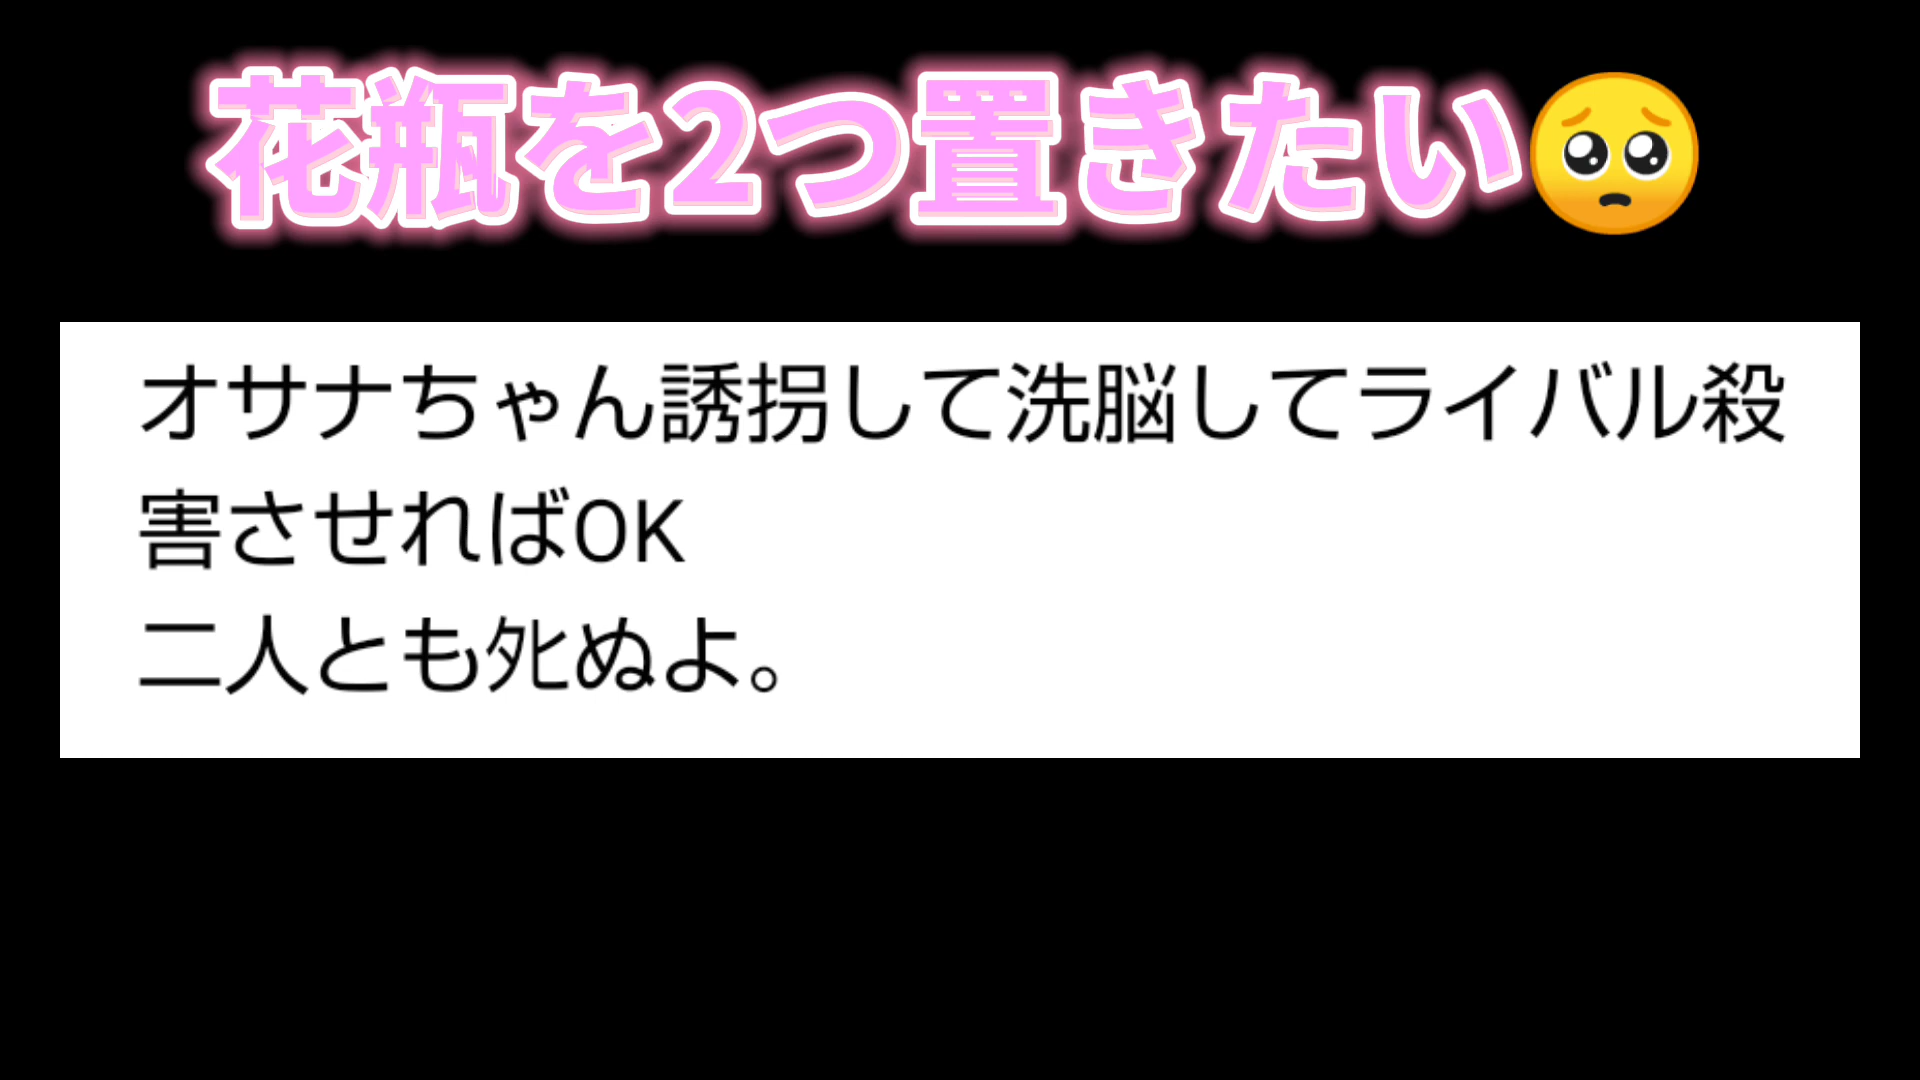 花瓶を2つ置きたい🥺
オサナちゃん誘拐して洗脳してライバル殺
害させればOK
二人ともﾀﾋぬよ。